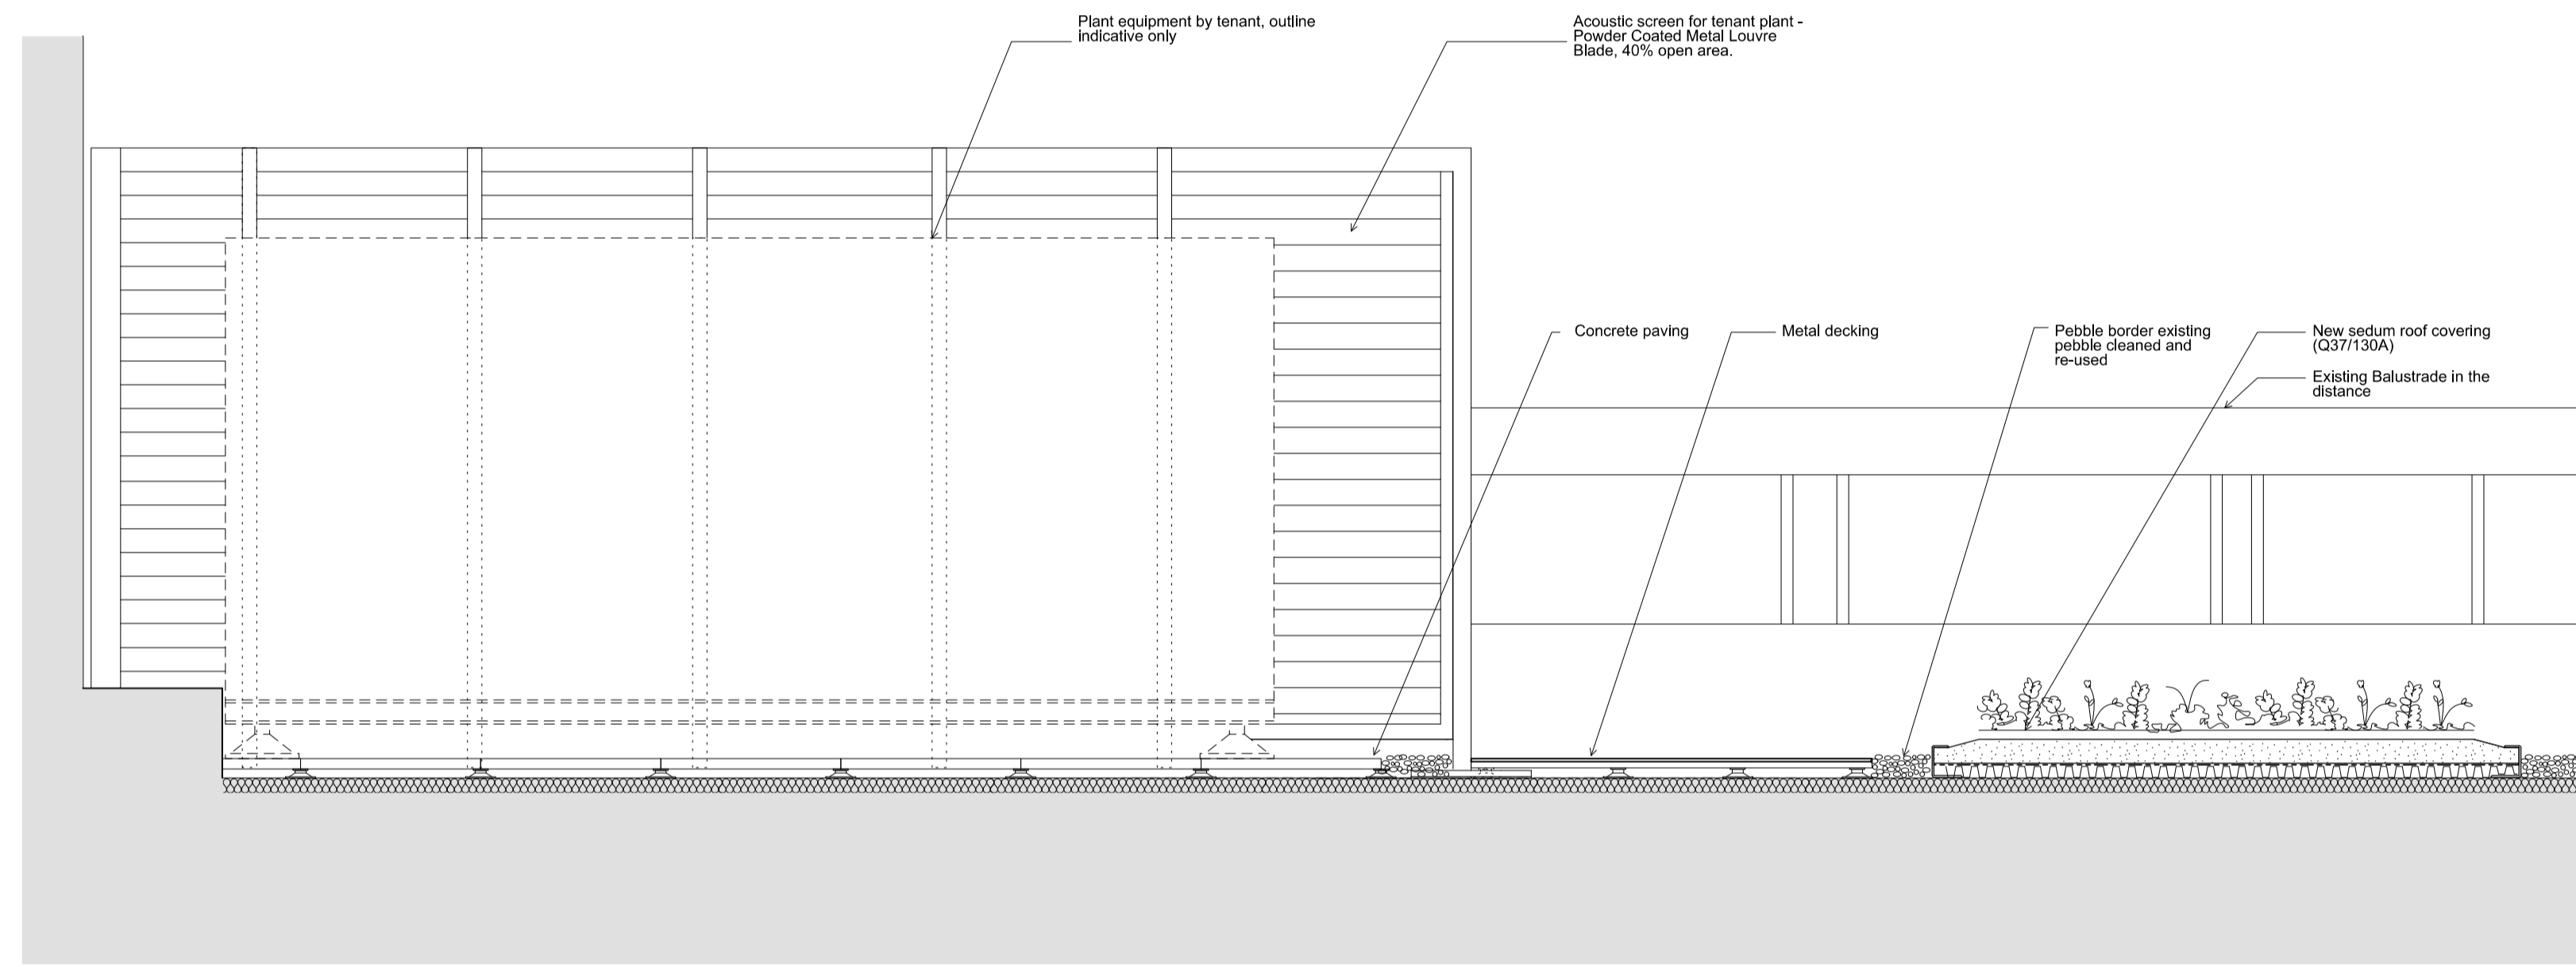 Plant equipment by tenant, outline
indicative only
Acoustic screen for tenant plant -
Powder Coated Metal Louvre
Blade, 40% open area.
Concrete paving
Metal decking
Pebble border existing
pebble cleaned and
re-used
New sedum roof covering
(Q37/130A)
Existing Balustrade in the
distance